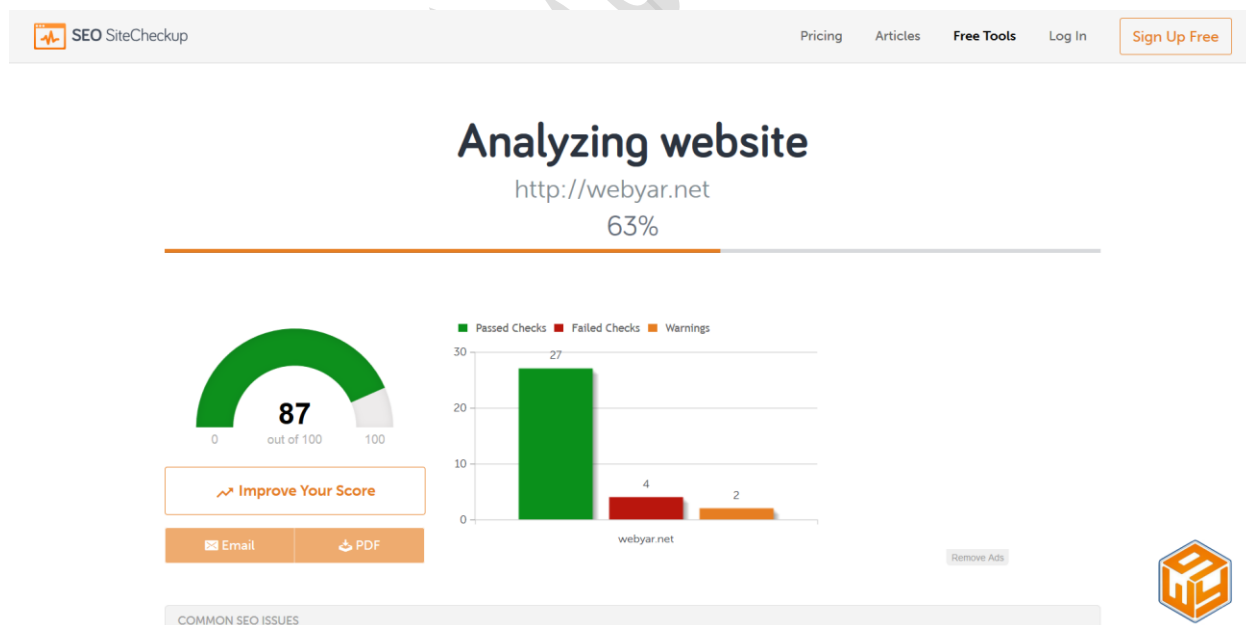 SEO SiteCheckup
Pricing Articles Free Tools Log In Sign Up Free
Analyzing website
http://webyar.net
63%
Passed Checks Failed Checks Warnings
30
27
20
10
4
2
0
webyar.net
87
0 out of 100 100
Improve Your Score
Email PDF
Remove Ads
COMMON SEO ISSUES